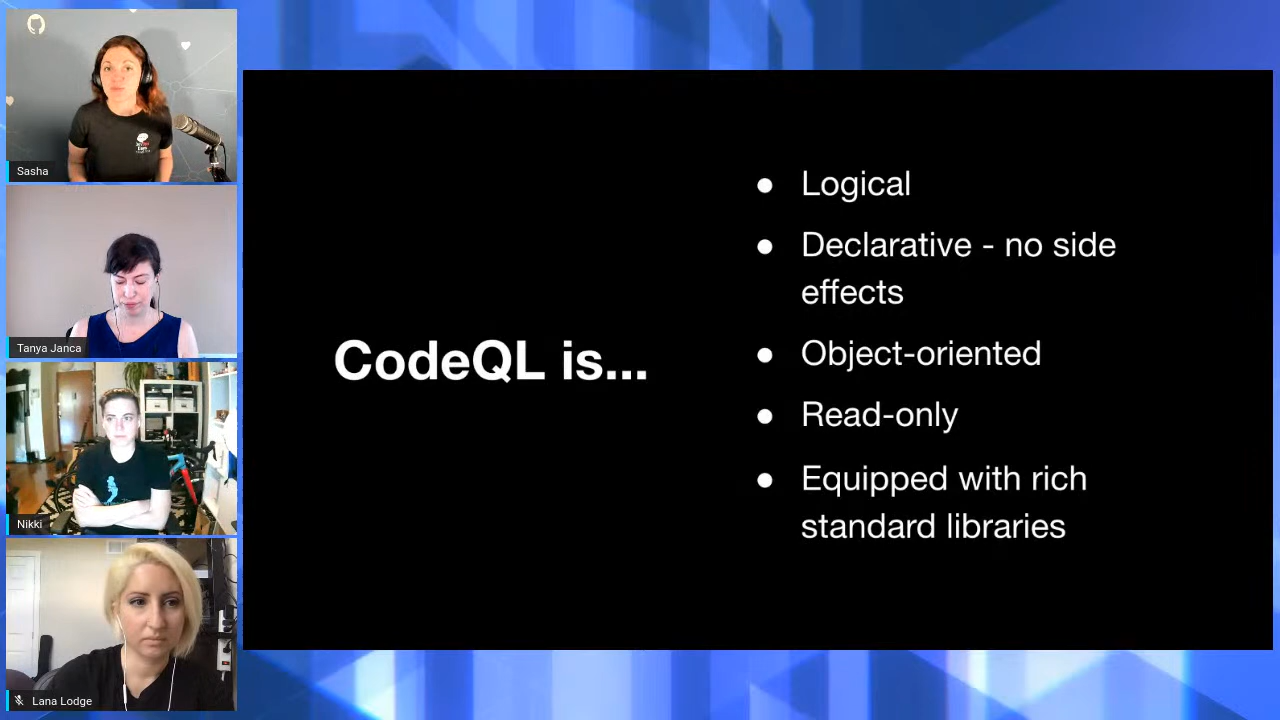 Sasha
Tanya Janca
Nikki
Lana Lodge
CodeQL is...
● Logical
● Declarative - no side
effects
● Object-oriented
● Read-only
● Equipped with rich
standard libraries